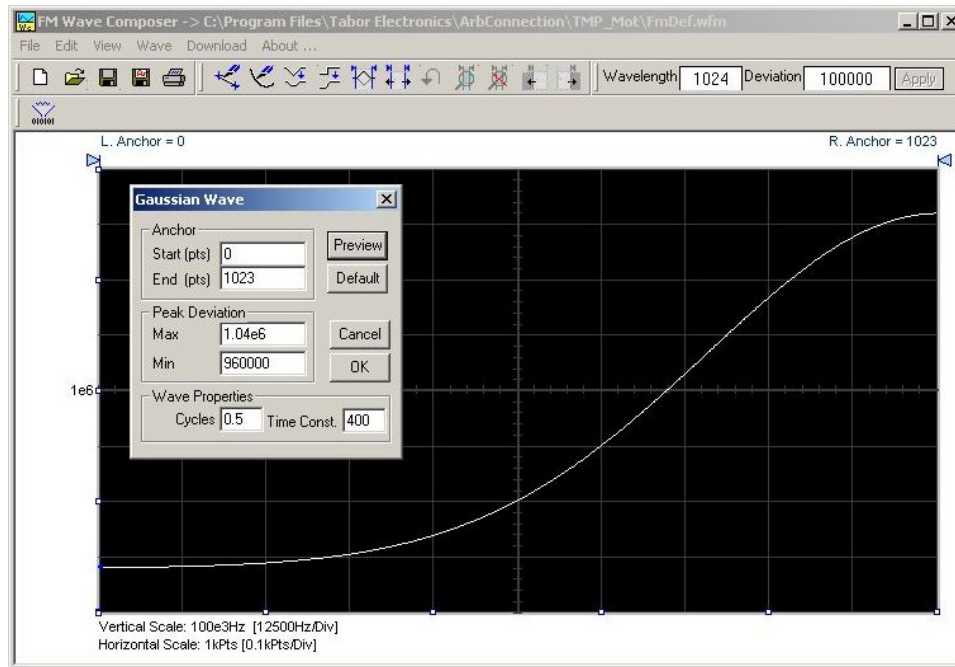 FM Wave Composer -> C:\Program Files\Tabor Electronics\ArbConnection\TMP_Mot\FmDef.wfm
File Edit View Wave Download About ...
Wavelength 1024 Deviation 100000 Apply
010101
L. Anchor = 0 R. Anchor = 1023
Gaussian Wave
Anchor
Start (pts) 0
End (pts) 1023
Preview
Default
Peak Deviation
Max 1.04e6
Min 960000
Cancel
OK
Wave Properties
Cycles 0.5 Time Const. 400
1e6
Vertical Scale: 100e3Hz [12500Hz/Div]
Horizontal Scale: 1kPts [0.1kPts/Div]